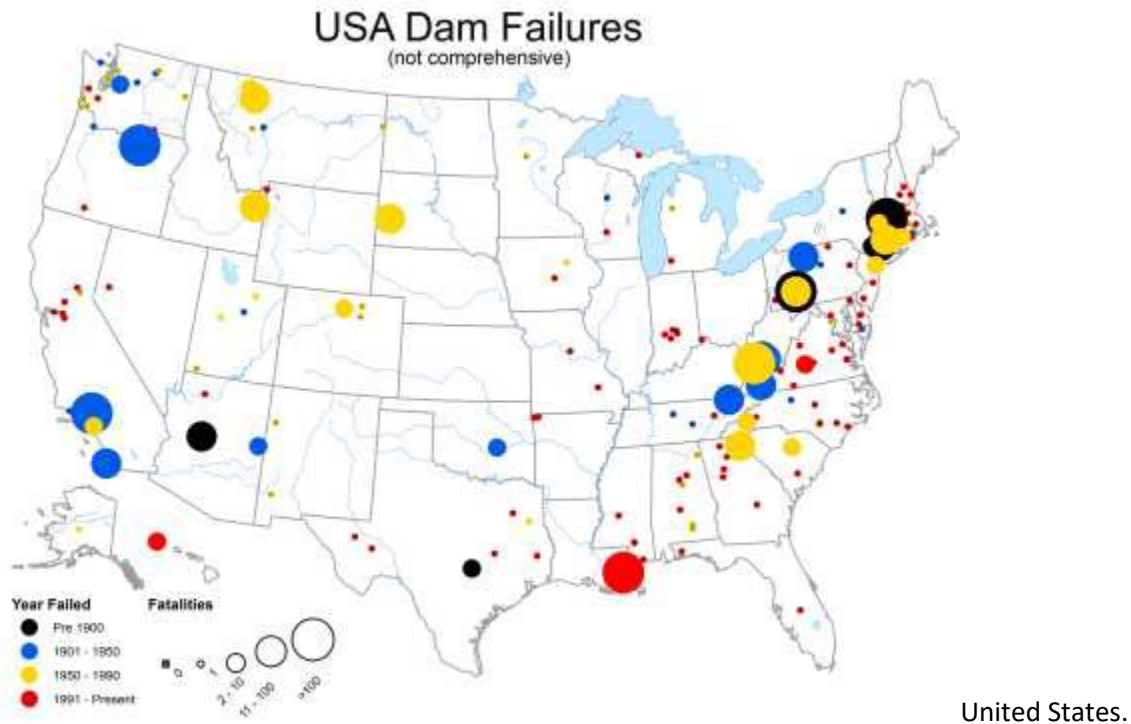 USA Dam Failures
(not comprehensive)
Year Failed
Pre 1900
1901 - 1950
1950 - 1990
1991 - Present
Fatalities
0
1
2 - 10
11 - 100
>100
United States.